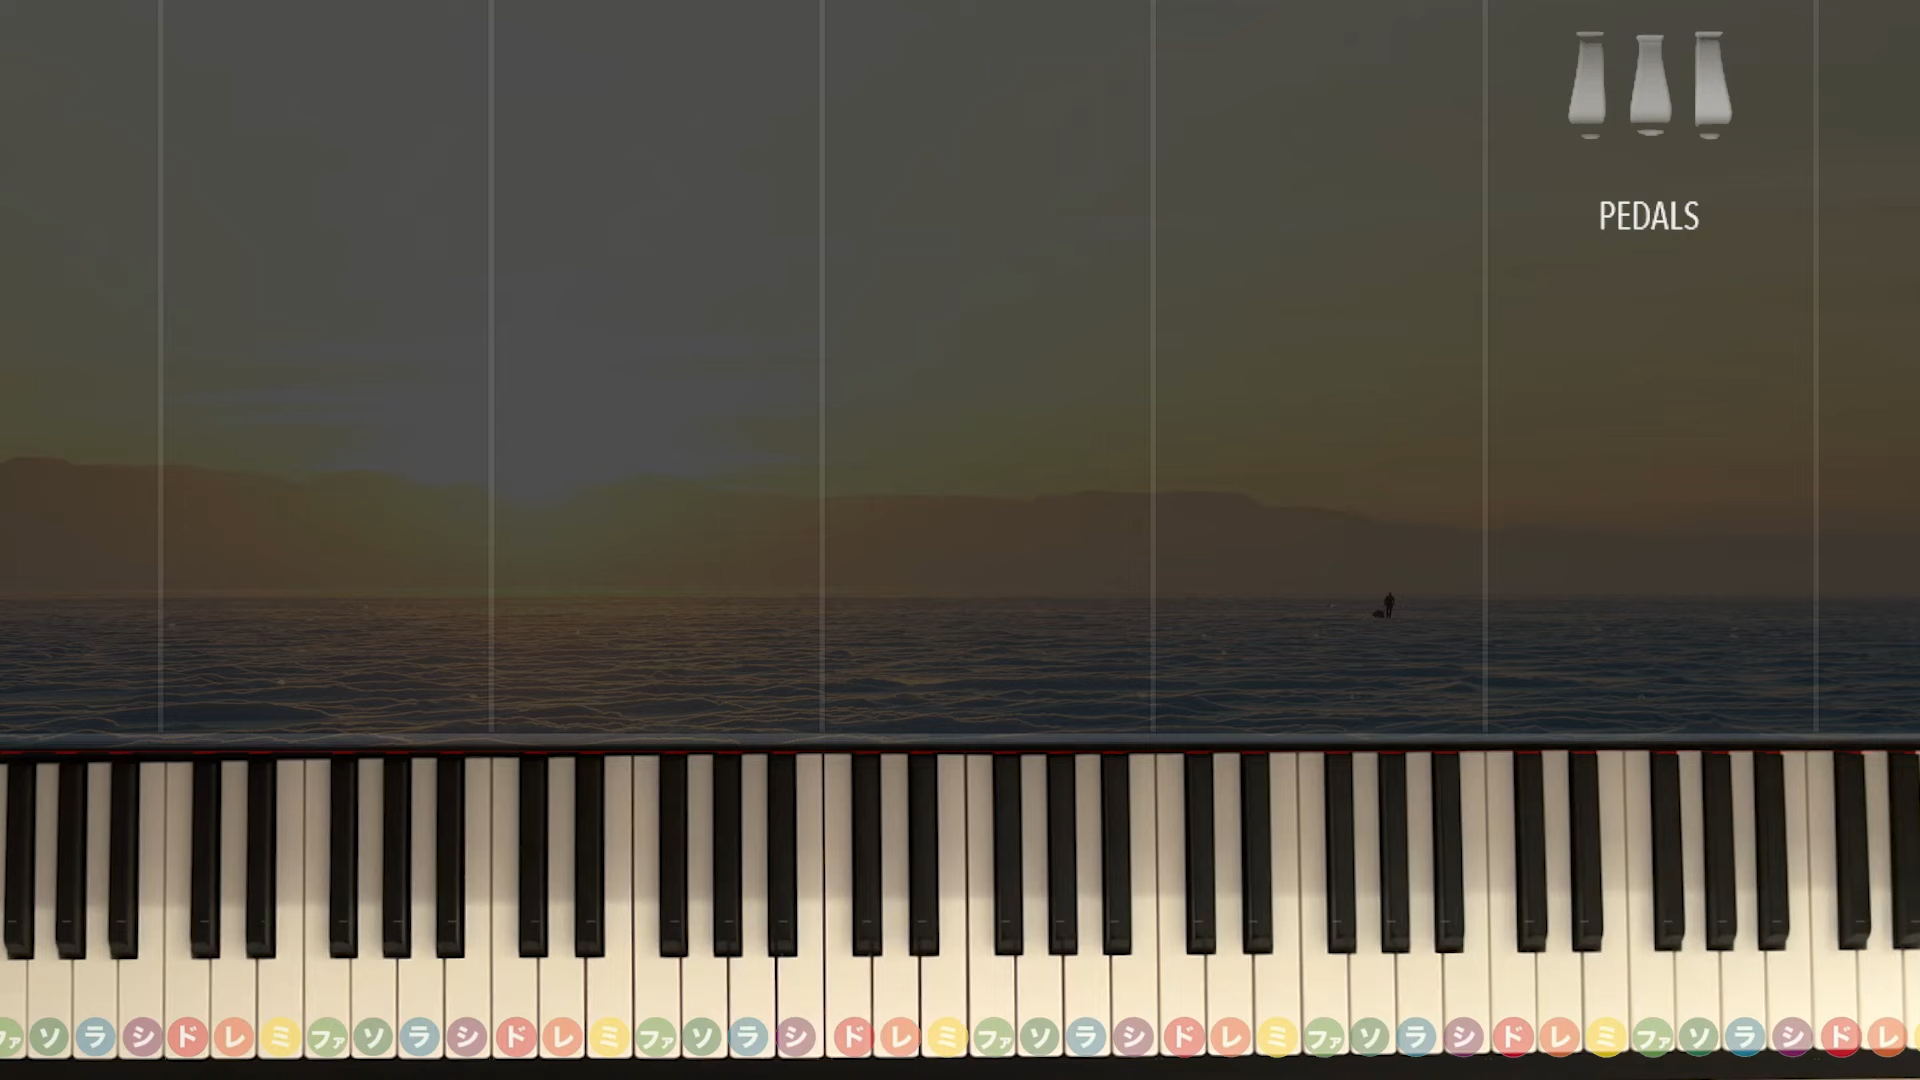 PEDALS
ファ ソ ラ シ ド レ ミ ファ ソ ラ シ ド レ ミ ファ ソ ラ シ ド レ ミ ファ ソ ラ シ ド レ ミ ファ ソ ラ シ ド レ ミ ファ ソ ラ シ ド レ